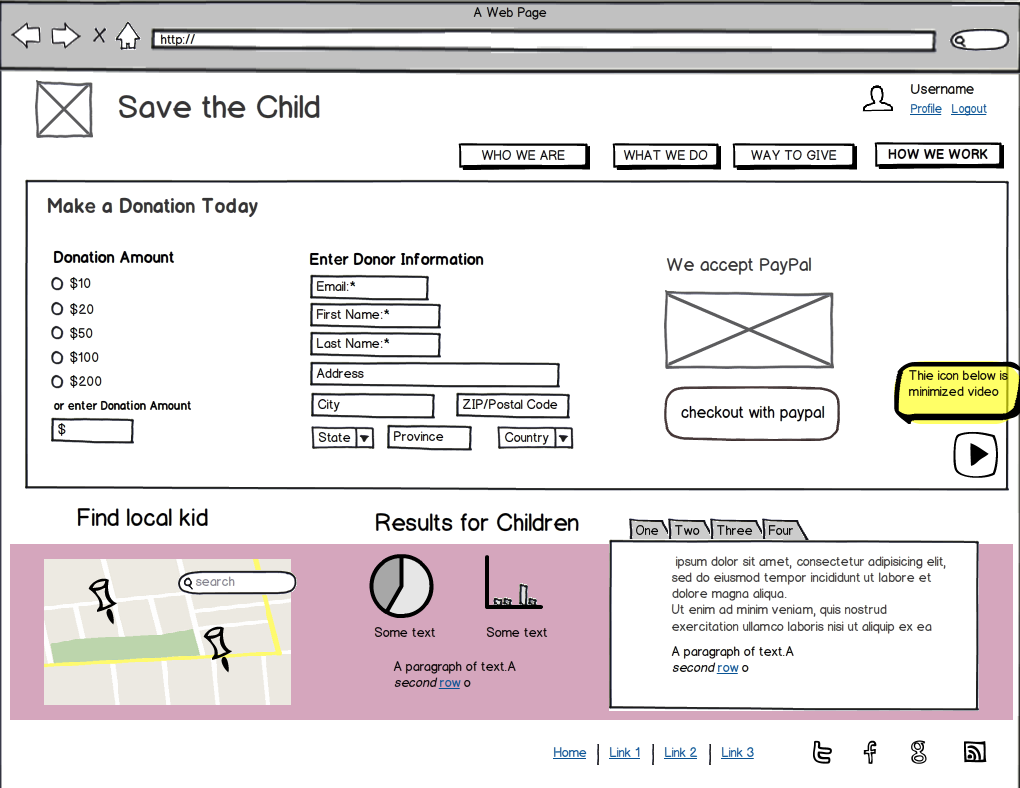 A Web Page
http://
Save the Child
Username
Profile Logout
WHO WE ARE
WHAT WE DO
WAY TO GIVE
HOW WE WORK
Make a Donation Today
Donation Amount
$10
$20
$50
$100
$200
or enter Donation Amount
$
Enter Donor Information
Email:*
First Name:*
Last Name:*
Address
City
ZIP/Postal Code
State
Province
Country
We accept PayPal
checkout with paypal
Thie icon below is
minimized video
Find local kid
search
Results for Children
Some text
Some text
A paragraph of text.A
second row o
One
Two
Three
Four
ipsum dolor sit amet, consectetur adipisicing elit,
sed do eiusmod tempor incididunt ut labore et
dolore magna aliqua.
Ut enim ad minim veniam, quis nostrud
exercitation ullamco laboris nisi ut aliquip ex ea
A paragraph of text.A
second row o
Home | Link 1 | Link 2 | Link 3